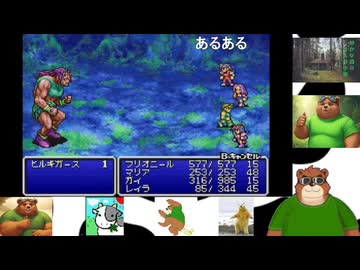 あるある
B:キャンセル
ヒルギガース 1
フリオニール 577/ 577 15
マリア 253/ 253 48
ガイ 316/ 985 15
レイラ 85/ 344 45